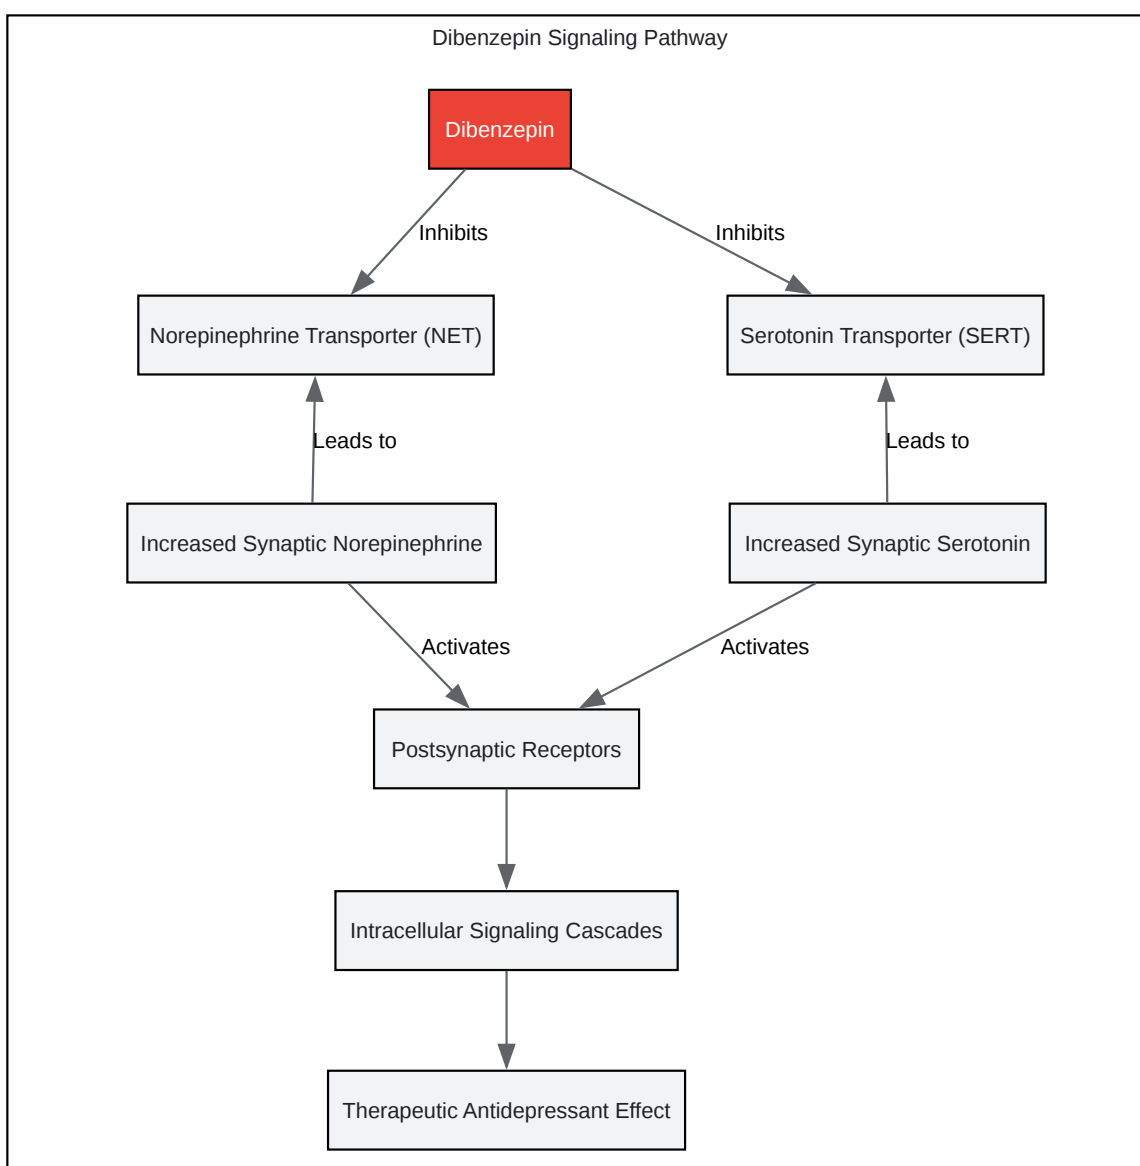 Dibenzepin Signaling Pathway
Dibenzepin
Inhibits
Inhibits
Norepinephrine Transporter (NET)
Serotonin Transporter (SERT)
Leads to
Leads to
Increased Synaptic Norepinephrine
Increased Synaptic Serotonin
Activates
Activates
Postsynaptic Receptors
Intracellular Signaling Cascades
Therapeutic Antidepressant Effect